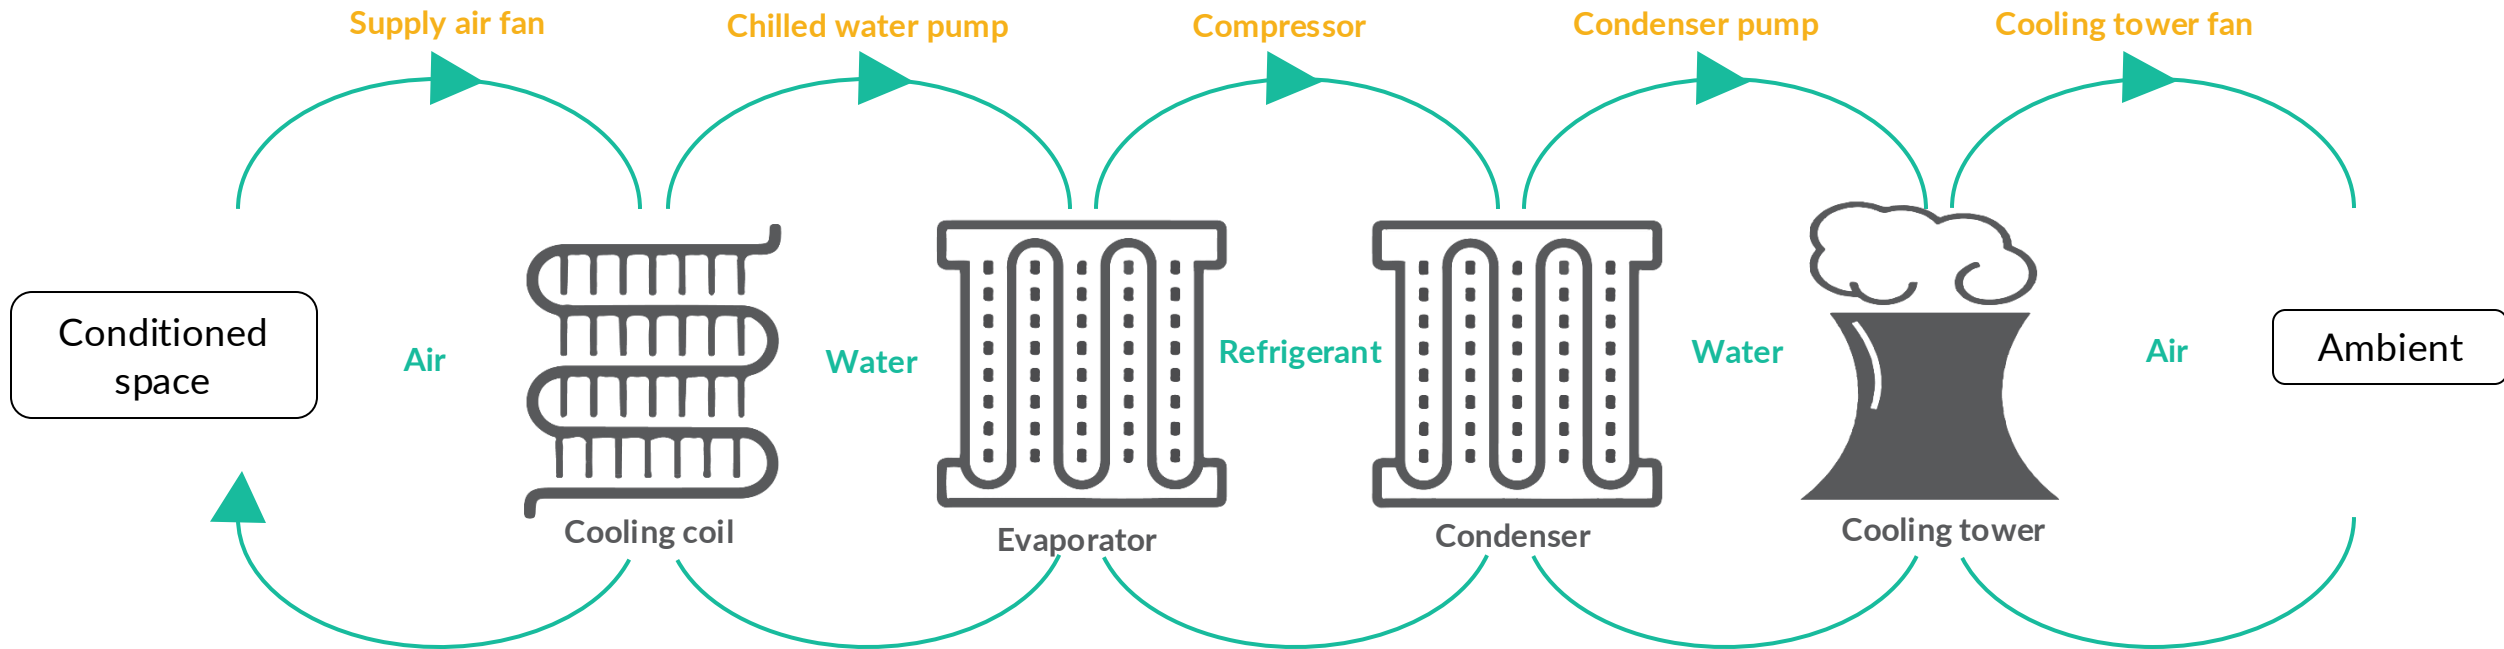 Supply air fan
Chilled water pump
Compressor
Condenser pump
Cooling tower fan
Conditioned
space
Air
Water
Refrigerant
Water
Air
Ambient
Cooling coil
Evaporator
Condenser
Cooling tower